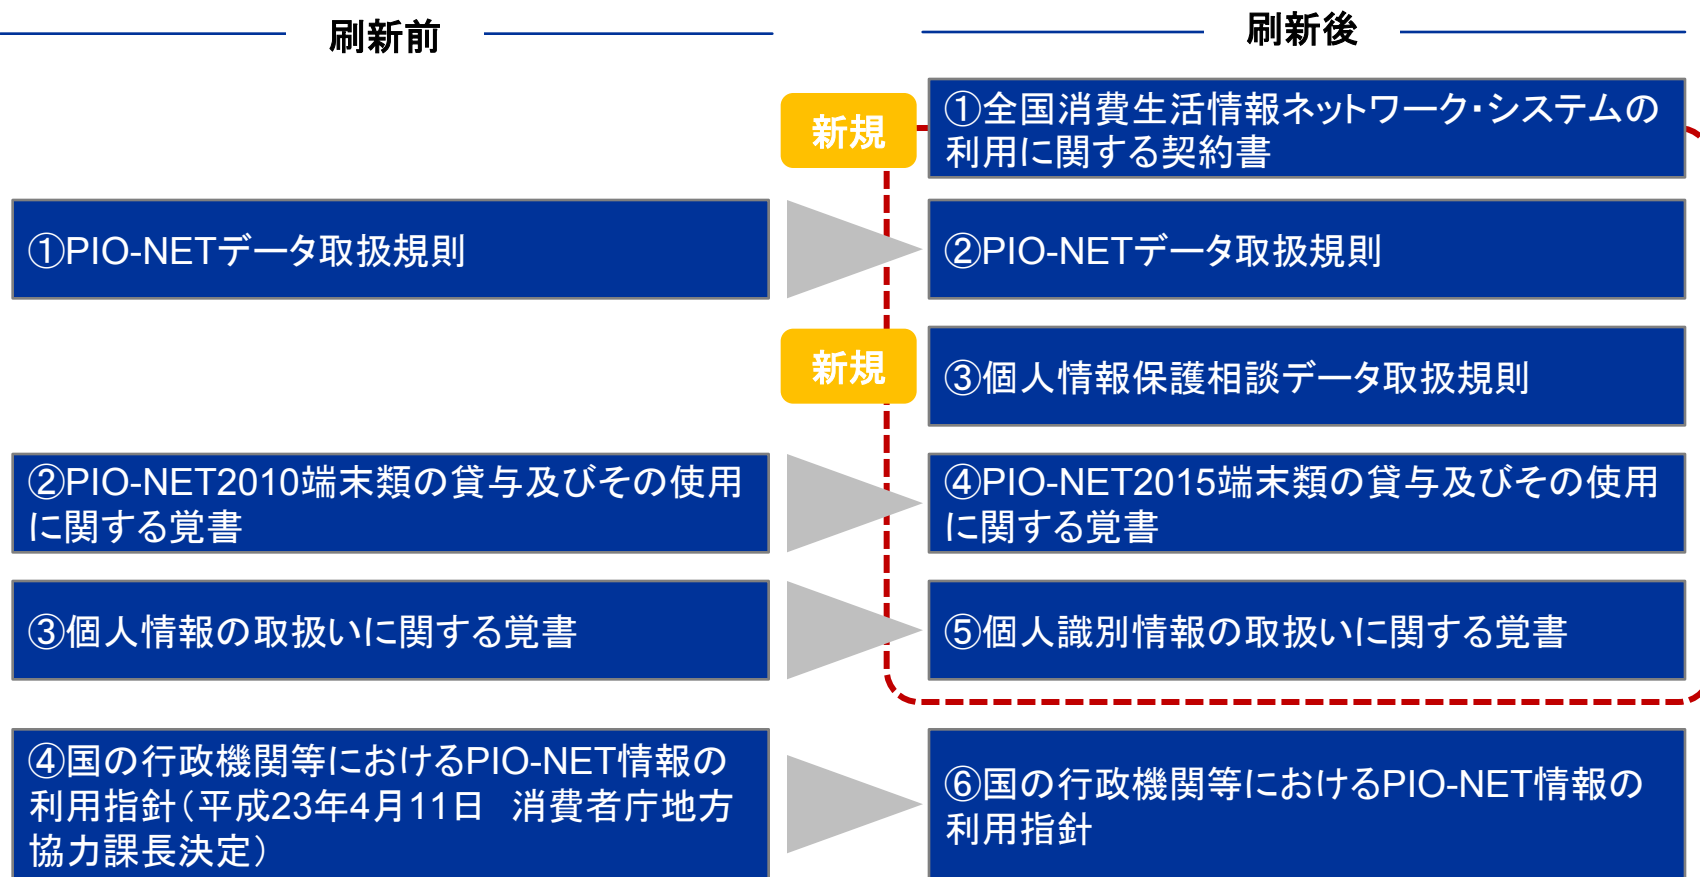 刷新前
刷新後
新規
①全国消費生活情報ネットワーク・システムの
利用に関する契約書
①PIO-NETデータ取扱規則
②PIO-NETデータ取扱規則
新規
③個人情報保護相談データ取扱規則
②PIO-NET2010端末類の貸与及びその使用
に関する覚書
④PIO-NET2015端末類の貸与及びその使用
に関する覚書
③個人情報の取扱いに関する覚書
⑤個人識別情報の取扱いに関する覚書
④国の行政機関等におけるPIO-NET情報の
利用指針（平成23年4月11日　消費者庁地方
協力課長決定）
⑥国の行政機関等におけるPIO-NET情報の
利用指針